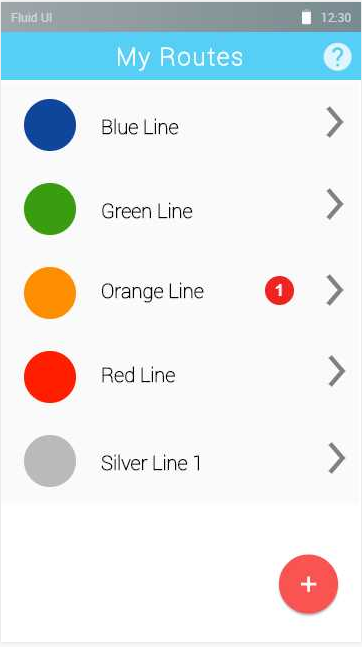 Fluid UI 12:30
My Routes ?
Blue Line
Green Line
Orange Line 1
Red Line
Silver Line 1
+